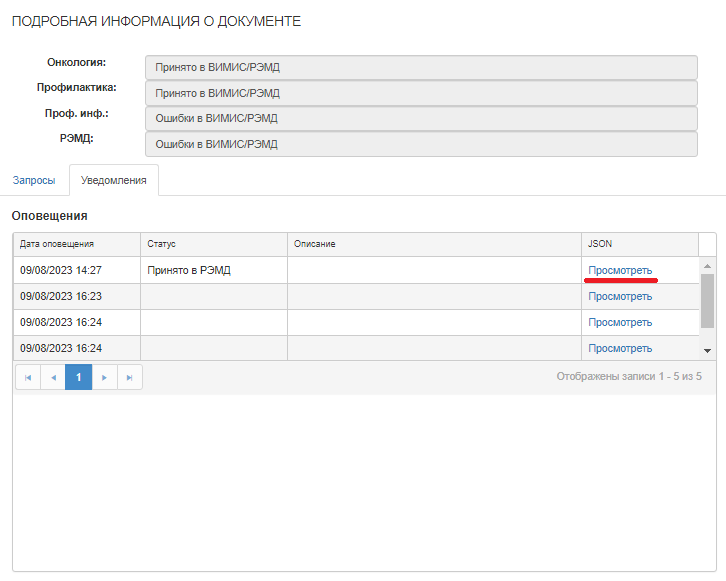 ПОДРОБНАЯ ИНФОРМАЦИЯ О ДОКУМЕНТЕ
Онкология: Принято в ВИМИС/РЭМД
Профилактика: Принято в ВИМИС/РЭМД
Проф. инф.: Ошибки в ВИМИС/РЭМД
РЭМД: Ошибки в ВИМИС/РЭМД
Запросы Уведомления
Оповещения
Дата оповещения Статус Описание JSON
09/08/2023 14:27 Принято в РЭМД Просмотреть
09/08/2023 16:23 Просмотреть
09/08/2023 16:24 Просмотреть
09/08/2023 16:24 Просмотреть
1 Отображены записи 1 - 5 из 5